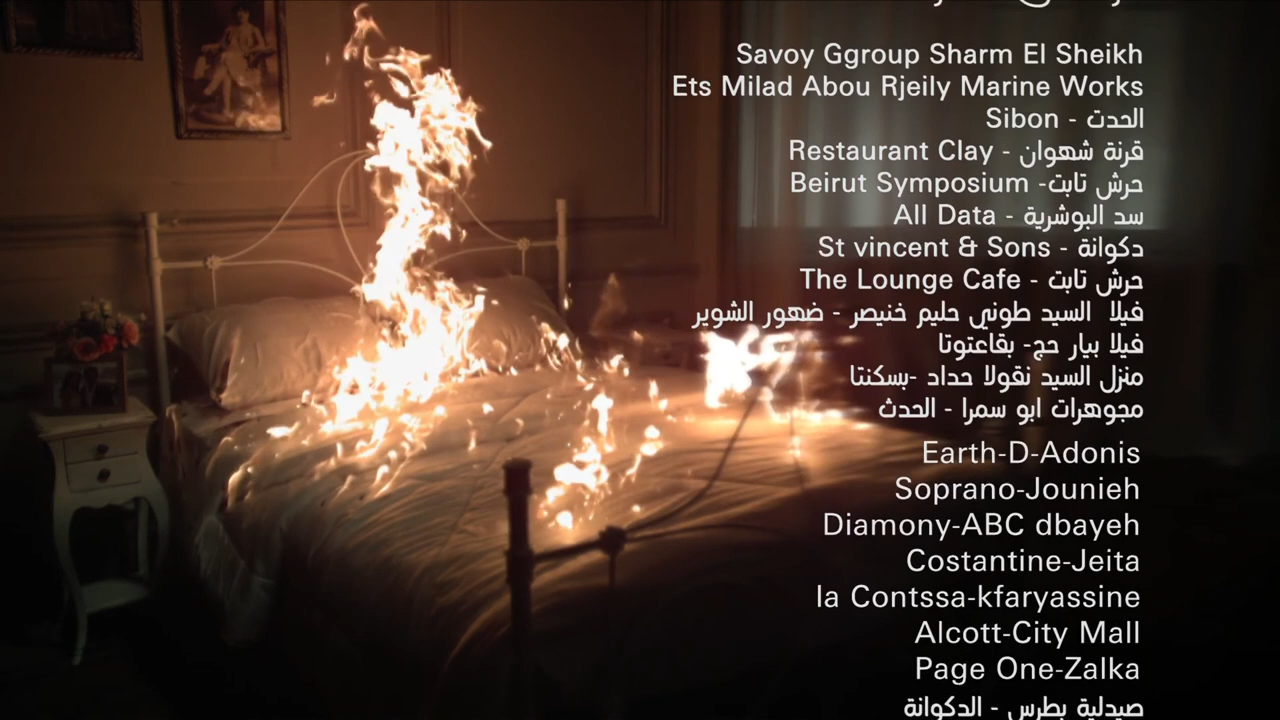 Savoy Ggroup Sharm El Sheikh
Ets Milad Abou Rjeily Marine Works
Sibon - الحدت
Restaurant Clay - قرنة شهوان
Beirut Symposium -حرش تابت
All Data - سد البوشرية
St vincent & Sons - دكوانة
The Lounge Cafe - حرش تابت
فيلا السيد طوني حليم خنيصر - ضهور الشوير
فيلا بيار حج- بقاعتوتا
منزل السيد نقولا حداد -بسكنتا
مجوهرات ابو سمرا - الحدث
Earth-D-Adonis
Soprano-Jounieh
Diamony-ABC dbayeh
Costantine-Jeita
la Contssa-kfaryassine
Alcott-City Mall
Page One-Zalka
صيدلية بطرس - الدكوانة